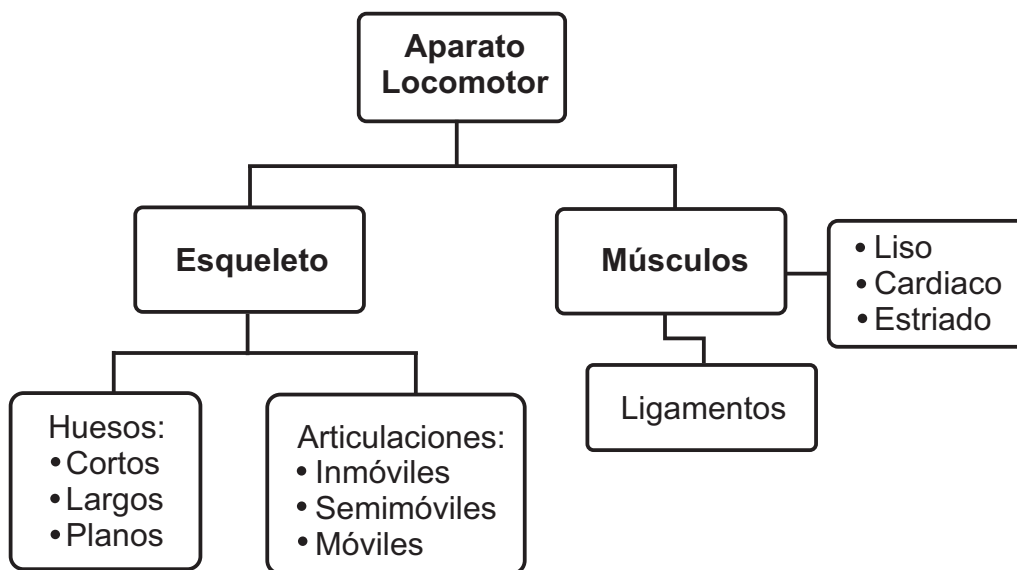 Aparato
Locomotor
Esqueleto
Músculos
• Liso
• Cardiaco
• Estriado
Ligamentos
Huesos:
• Cortos
• Largos
• Planos
Articulaciones:
• Inmóviles
• Semimóviles
• Móviles